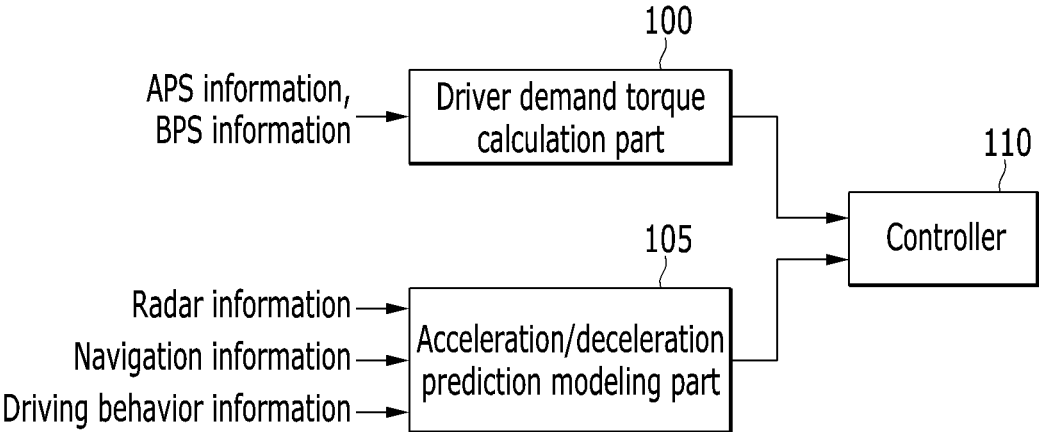 100
APS information,
BPS information
Driver demand torque
calculation part
110
Controller
105
Radar information
Navigation information
Driving behavior information
Acceleration/deceleration
prediction modeling part